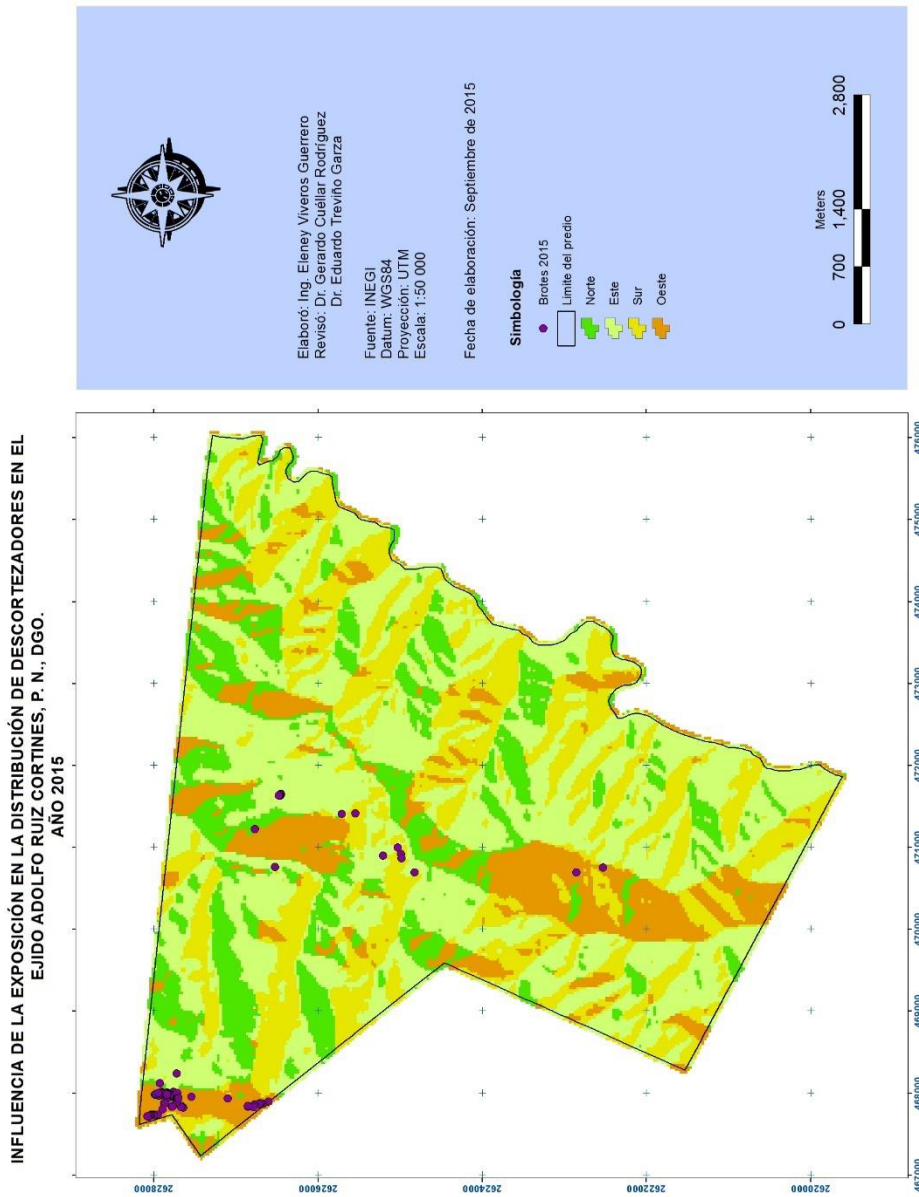 INFLUENCIA DE LA EXPOSICIÓN EN LA DISTRIBUCIÓN DE DESCORTEZADORES EN EL
EJIDO ADOLFO RUIZ CORTINES, P. N., DGO.
AÑO 2015
2628000
2626000
2624000
2622000
2620000
467000
468000
469000
470000
471000
472000
473000
474000
475000
476000
Elaboró: Ing. Eleney Viveros Guerrero
Revisó: Dr. Gerardo Cuéllar Rodríguez
Dr. Eduardo Treviño Garza
Fuente: INEGI
Datum: WGS84
Proyección: UTM
Escala: 1:50 000
Fecha de elaboración: Septiembre de 2015
Simbología
Brotes 2015
Limite del predio
Norte
Este
Sur
Oeste
Meters
0 700 1,400 2,800